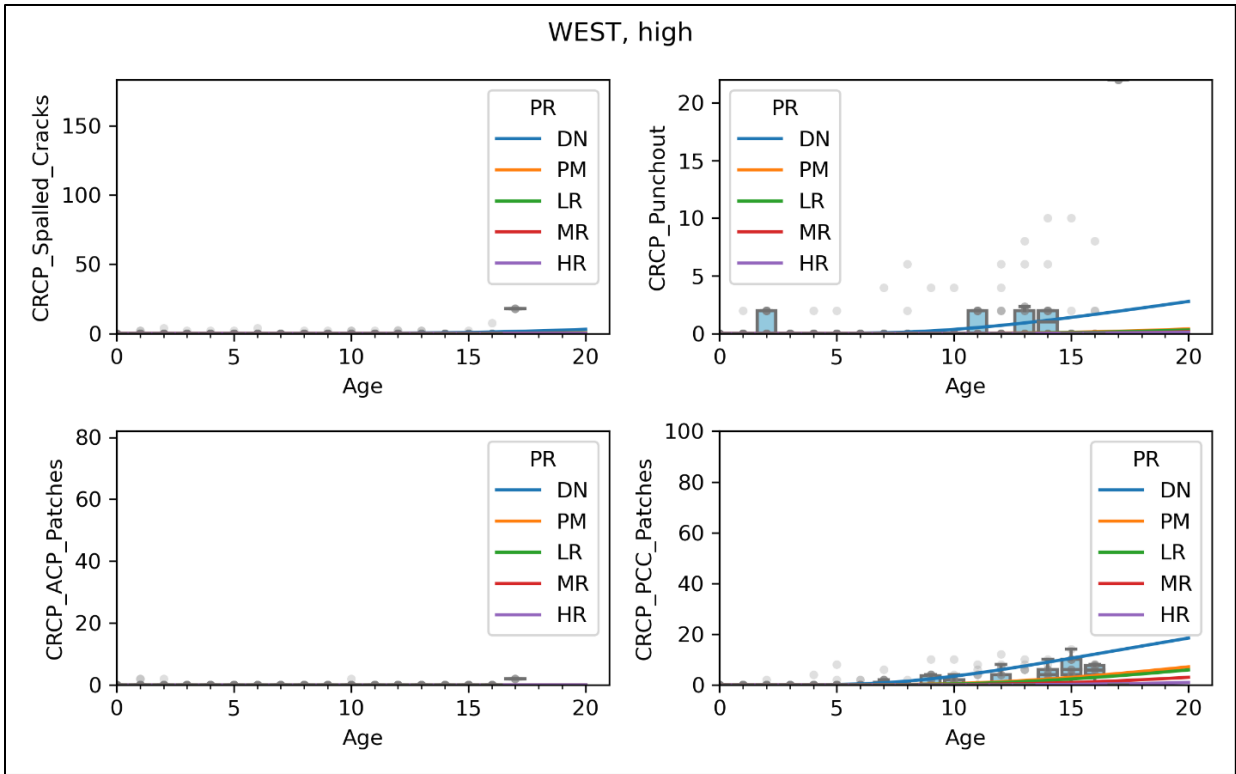 WEST, high
CRCP_Spalled_Cracks
150
100
50
0
0 5 10 15 20
Age
PR
DN
PM
LR
MR
HR
CRCP_Punchout
20
15
10
5
0
0 5 10 15 20
Age
PR
DN
PM
LR
MR
HR
CRCP_ACP_Patches
80
60
40
20
0
0 5 10 15 20
Age
PR
DN
PM
LR
MR
HR
CRCP_PCC_Patches
100
80
60
40
20
0
0 5 10 15 20
Age
PR
DN
PM
LR
MR
HR